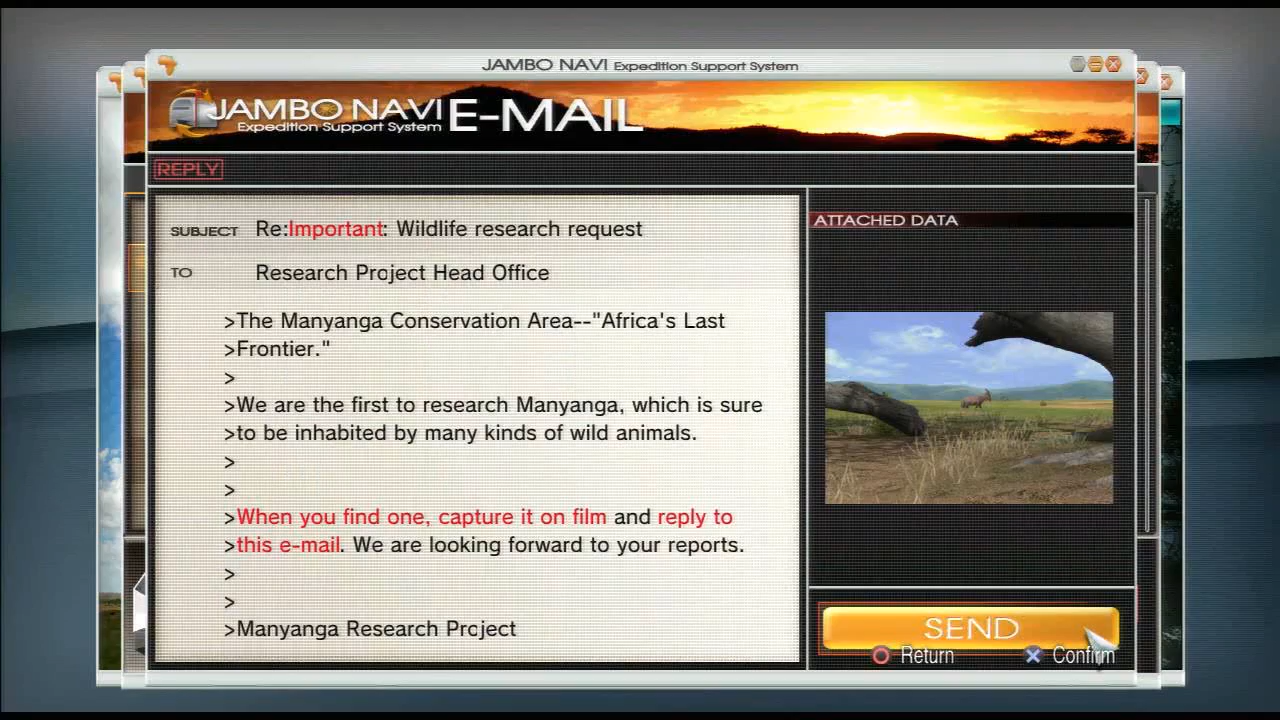 JAMBO NAVI Expedition Support System
JAMBO NAVI E-MAIL
Expedition Support System
REPLY
SUBJECT Re:Important: Wildlife research request
TO Research Project Head Office
>The Manyanga Conservation Area--"Africa's Last
>Frontier."
>
>We are the first to research Manyanga, which is sure
>to be inhabited by many kinds of wild animals.
>
>
>When you find one, capture it on film and reply to
>this e-mail. We are looking forward to your reports.
>
>
>Manyanga Research Project
ATTACHED DATA
SEND
Return Confirm